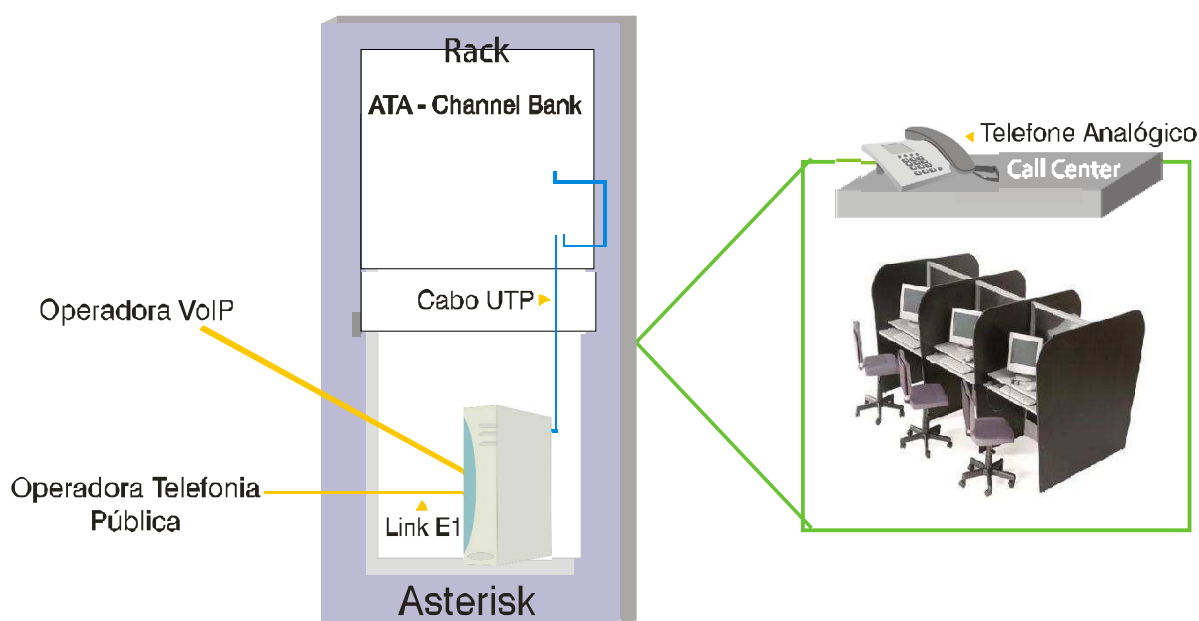 Rack
ATA - Channel Bank
Telefone Analógico
Call Center
Cabo UTP
Operadora VoIP
Operadora Telefonia
Pública
Link E1
Asterisk